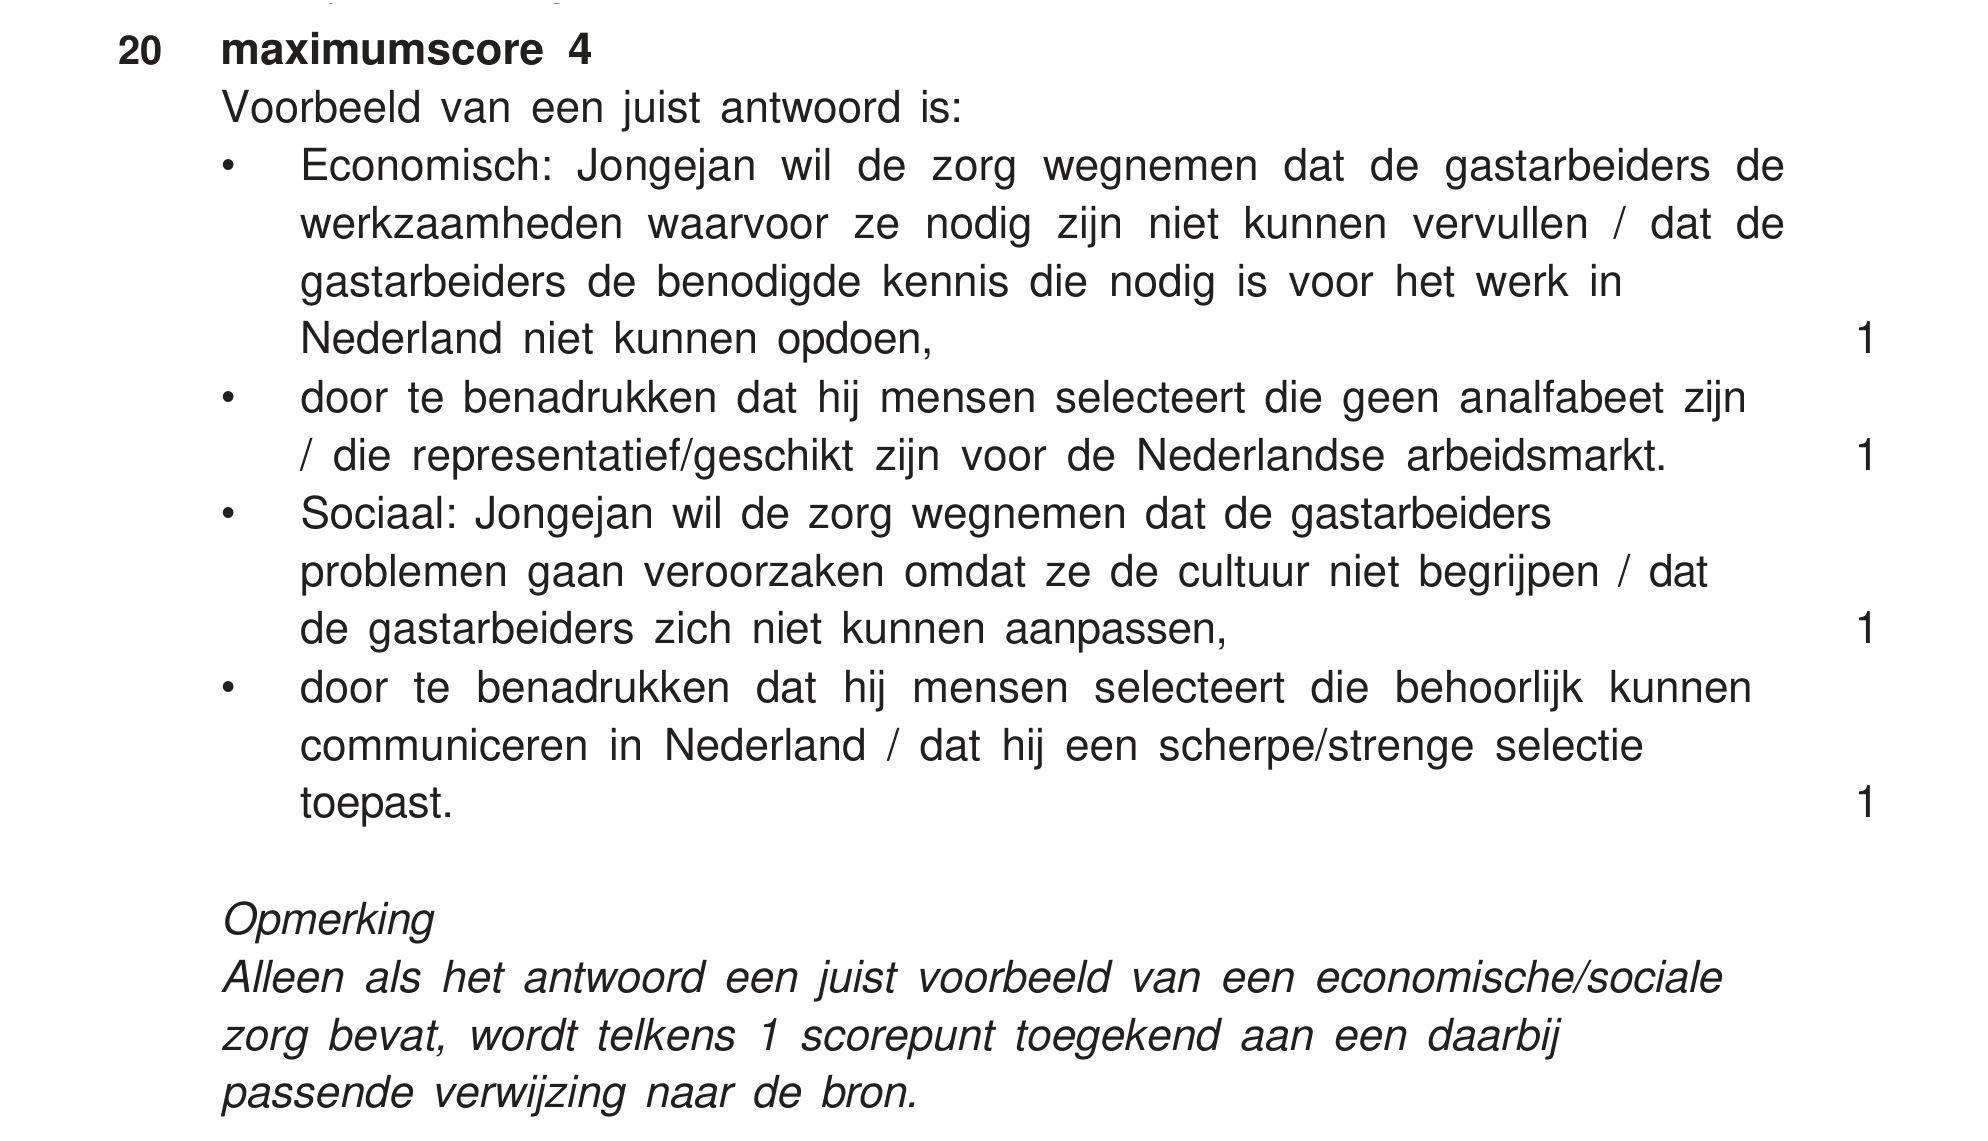 20 maximumscore 4
Voorbeeld van een juist antwoord is:
• Economisch: Jongejan wil de zorg wegnemen dat de gastarbeiders de
werkzaamheden waarvoor ze nodig zijn niet kunnen vervullen / dat de
gastarbeiders de benodigde kennis die nodig is voor het werk in
Nederland niet kunnen opdoen, 1
• door te benadrukken dat hij mensen selecteert die geen analfabeet zijn
/ die representatief/geschikt zijn voor de Nederlandse arbeidsmarkt. 1
• Sociaal: Jongejan wil de zorg wegnemen dat de gastarbeiders
problemen gaan veroorzaken omdat ze de cultuur niet begrijpen / dat
de gastarbeiders zich niet kunnen aanpassen, 1
• door te benadrukken dat hij mensen selecteert die behoorlijk kunnen
communiceren in Nederland / dat hij een scherpe/strenge selectie
toepast. 1
Opmerking
Alleen als het antwoord een juist voorbeeld van een economische/sociale
zorg bevat, wordt telkens 1 scorepunt toegekend aan een daarbij
passende verwijzing naar de bron.